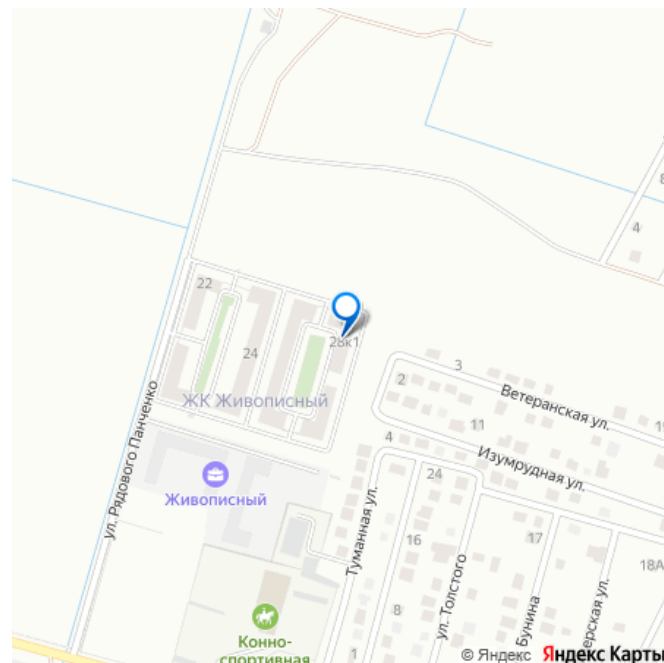 8
4
22
28к1
24
3
2
Ветеранская ул.
ЖК Живописный
11
4
Изумрудная ул.
ул. Рядового Панченко
24
Живописный
Туманная ул.
16
17
18А
ул. Толстого
8
Бунина
1
Конно-
спортивная
© Яндекс Яндекс Карты